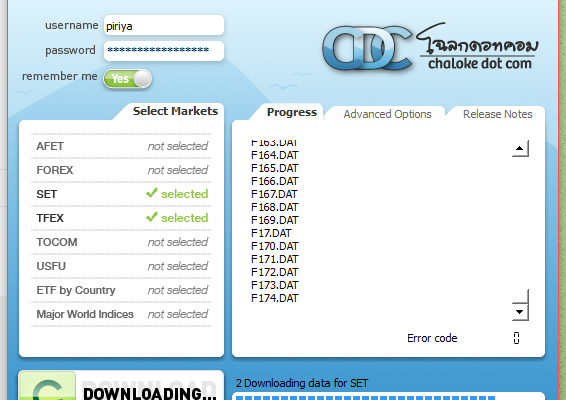 username piriya
password *****************
remember me Yes
CDC โฉลกดอทคอม
chaloke dot com
Select Markets
AFET not selected
FOREX not selected
SET selected
TFEX selected
TOCOM not selected
USFU not selected
ETF by Country not selected
Major World Indices not selected
DOWNLOADING...
Progress Advanced Options Release Notes
F163.DAT
F164.DAT
F165.DAT
F166.DAT
F167.DAT
F168.DAT
F169.DAT
F17.DAT
F170.DAT
F171.DAT
F172.DAT
F173.DAT
F174.DAT
Error code 0
2 Downloading data for SET